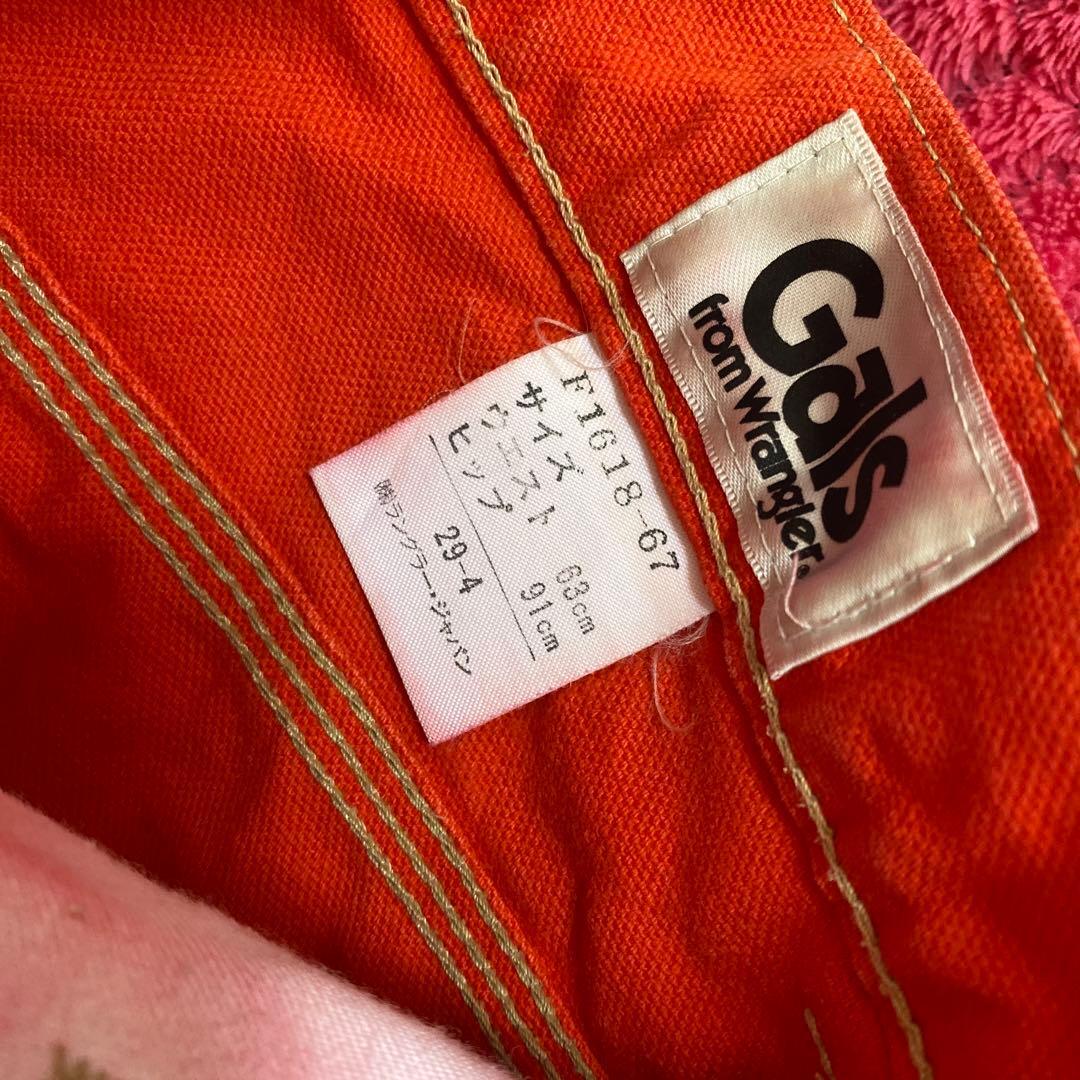 Gals
from Wrangler®
F1618-67
サイズ
ウエスト 63cm
ヒップ 91cm
29-4
㈱ラングラー・ジャパン